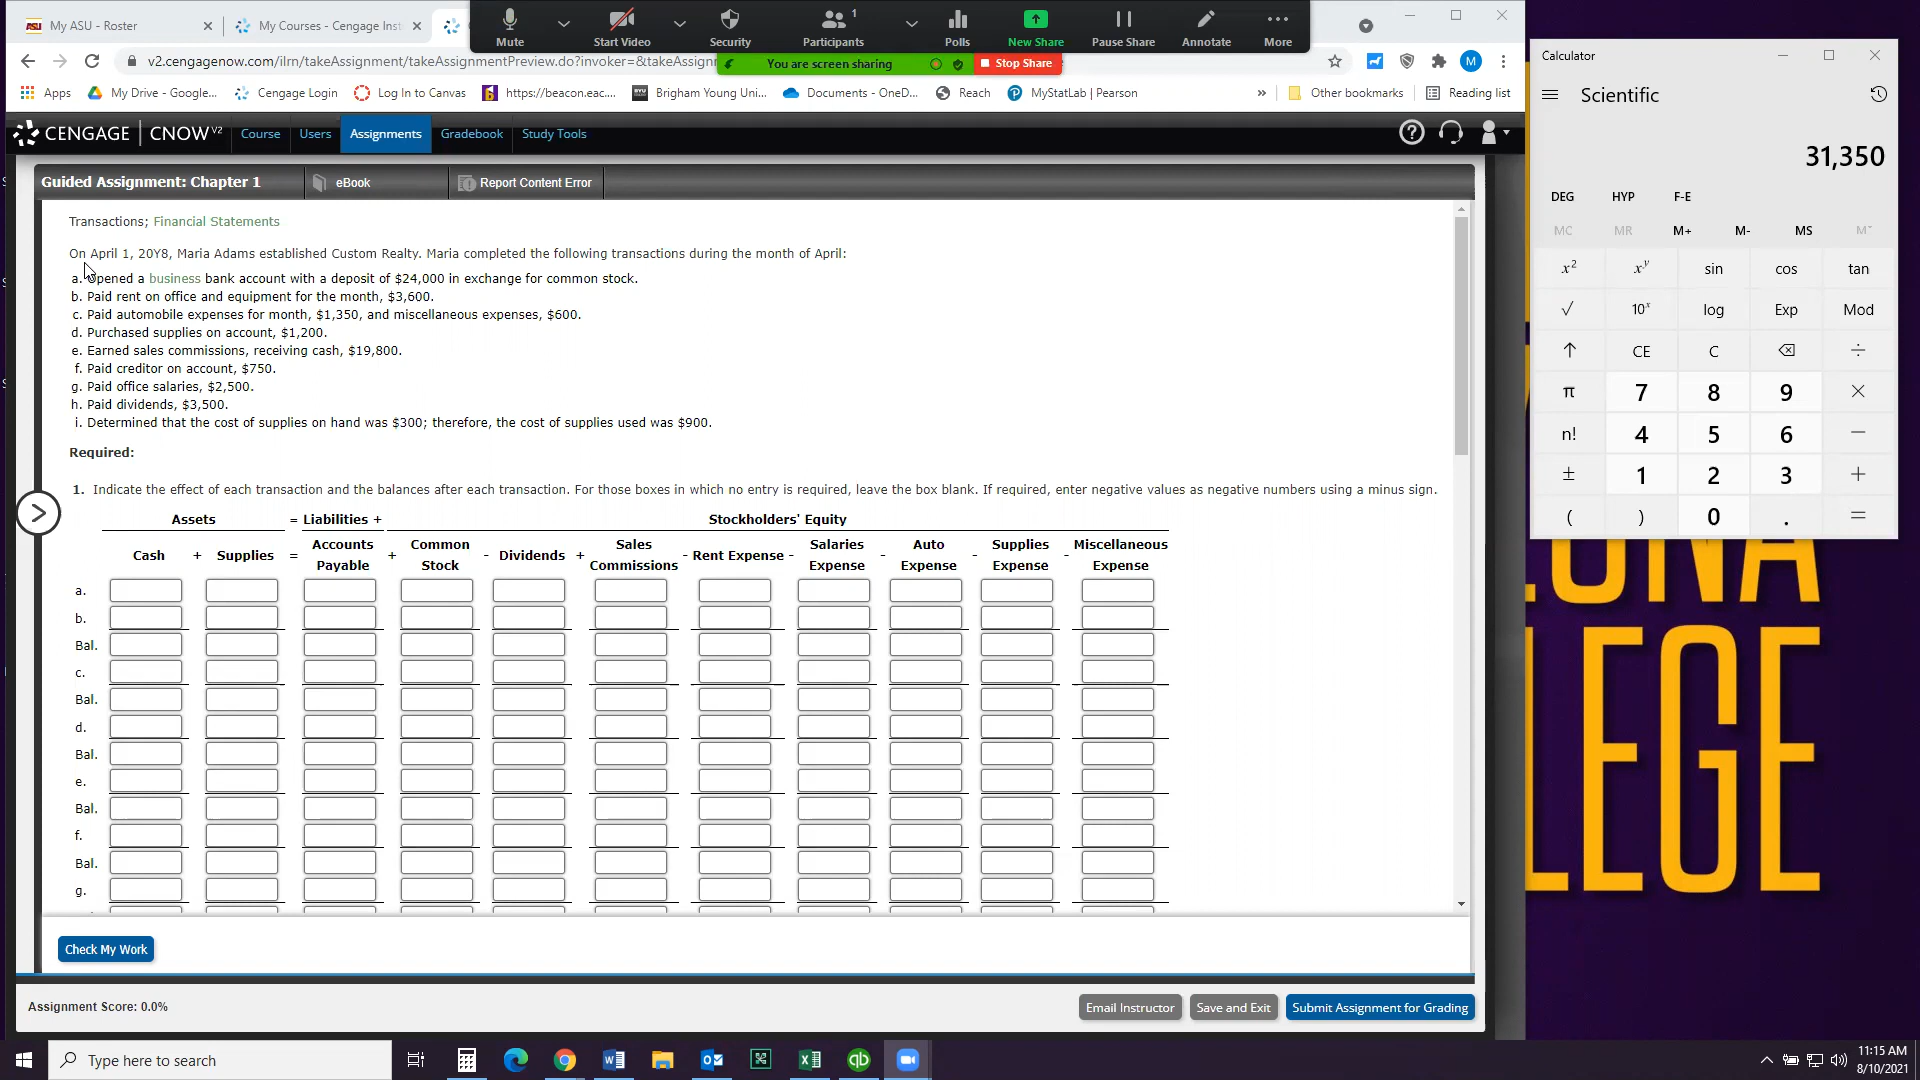 My ASU - Roster
My Courses - Cengage Inst
Mute
Start Video
Security
1
Participants
Polls
New Share
Pause Share
Annotate
More
v2.cengagenow.com/ilrn/takeAssignment/takeAssignmentPreview.do?invoker=&takeAssignr
You are screen sharing
Stop Share
M
Apps
My Drive - Google...
Cengage Login
Log In to Canvas
https://beacon.eac....
BYU
Brigham Young Uni...
Documents - OneD...
Reach
MyStatLab | Pearson
»
Other bookmarks
Reading list
CENGAGE | CNOWV2
Course
Users
Assignments
Gradebook
Study Tools
Guided Assignment: Chapter 1
eBook
Report Content Error
Transactions; Financial Statements
On April 1, 20Y8, Maria Adams established Custom Realty. Maria completed the following transactions during the month of April:
a. Opened a business bank account with a deposit of $24,000 in exchange for common stock.
b. Paid rent on office and equipment for the month, $3,600.
c. Paid automobile expenses for month, $1,350, and miscellaneous expenses, $600.
d. Purchased supplies on account, $1,200.
e. Earned sales commissions, receiving cash, $19,800.
f. Paid creditor on account, $750.
g. Paid office salaries, $2,500.
h. Paid dividends, $3,500.
i. Determined that the cost of supplies on hand was $300; therefore, the cost of supplies used was $900.
Required:
1. Indicate the effect of each transaction and the balances after each transaction. For those boxes in which no entry is required, leave the box blank. If required, enter negative values as negative numbers using a minus sign.
Assets = Liabilities + Stockholders' Equity
Cash + Supplies = Accounts Payable + Common Stock - Dividends + Sales Commissions - Rent Expense - Salaries Expense - Auto Expense - Supplies Expense - Miscellaneous Expense
a.
b.
Bal.
c.
Bal.
d.
Bal.
e.
Bal.
f.
Bal.
g.
Check My Work
Assignment Score: 0.0%
Email Instructor
Save and Exit
Submit Assignment for Grading
Calculator
Scientific
31,350
DEG HYP F-E
MC MR M+ M- MS M˅
x² xʸ sin cos tan
√ 10ˣ log Exp Mod
↑ CE C ⌫ ÷
π 7 8 9 ×
n! 4 5 6 −
± 1 2 3 +
( ) 0 . =
LEGE
Type here to search
11:15 AM
8/10/2021